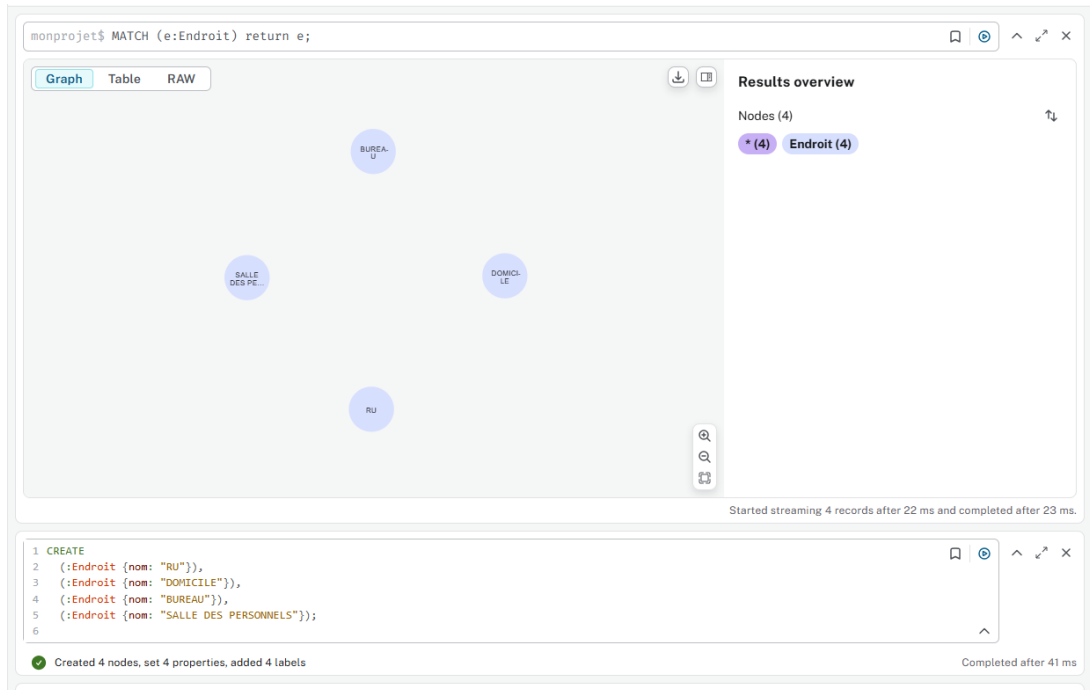 monprojet$ MATCH (e:Endroit) return e;
Graph Table RAW
Results overview
Nodes (4)
* (4) Endroit (4)
BUREA-
U
SALLE
DES PE...
DOMICI-
LE
RU
Started streaming 4 records after 22 ms and completed after 23 ms.
1 CREATE
2 (:Endroit {nom: "RU"}),
3 (:Endroit {nom: "DOMICILE"}),
4 (:Endroit {nom: "BUREAU"}),
5 (:Endroit {nom: "SALLE DES PERSONNELS"});
6
Created 4 nodes, set 4 properties, added 4 labels
Completed after 41 ms